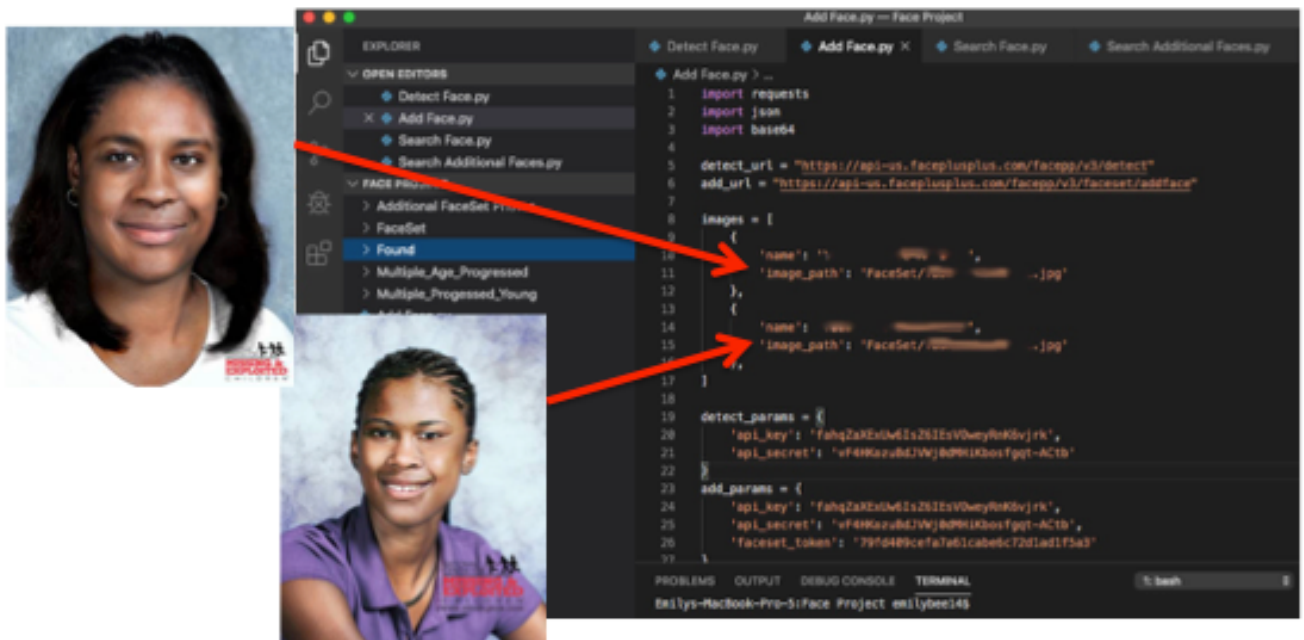 Add Face.py — Face Project
EXPLORER
OPEN EDITORS
Detect Face.py
Add Face.py
Search Face.py
Search Additional Faces.py
FACE
Additional FaceSet
FaceSet
Found
Multiple_Age_Progressed
Multiple_Progessed_Young
Detect Face.py
Add Face.py
Search Face.py
Search Additional Faces.py
Add Face.py > ...
1 import requests
2 import json
3 import base64
4
5 detect_url = "https://api-us.faceplusplus.com/facepp/v3/detect"
6 add_url = "https://api-us.faceplusplus.com/facepp/v3/faceset/addface"
7
8 images = [
9 {
10 'name': '
11 'image_path': 'FaceSet/ .jpg'
12 },
13 {
14 'name':
15 'image_path': 'FaceSet/ .jpg'
},
17 ]
18
19 detect_params = {
20 'api_key':
21 'api_secret':
22 }
23 add_params = {
24 'api_key':
25 'api_secret':
26 'faceset_token':
27 }
PROBLEMS OUTPUT DEBUG CONSOLE TERMINAL 1: bash
Emilys-MacBook-Pro-5:Face Project emilybee14$
MISSING &
EXPLOITED
CHILDREN
MISSING &
EXPLOITED